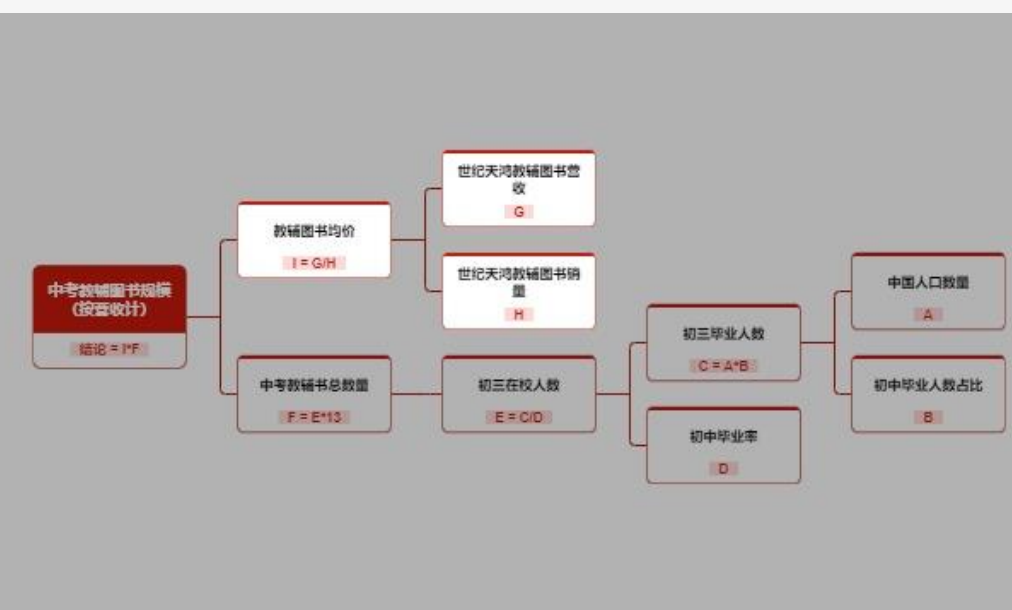 世纪天鸿教辅图书营
收
G
教辅图书均价
I = G/H
世纪天鸿教辅图书销
量
H
中国人口数量
A
中考教辅图书规模
(按营收计)
结论 = I*F
初三毕业人数
C = A*B
中考教辅书总数量
F = E*13
初三在校人数
E = C/D
初中毕业人数占比
B
初中毕业率
D